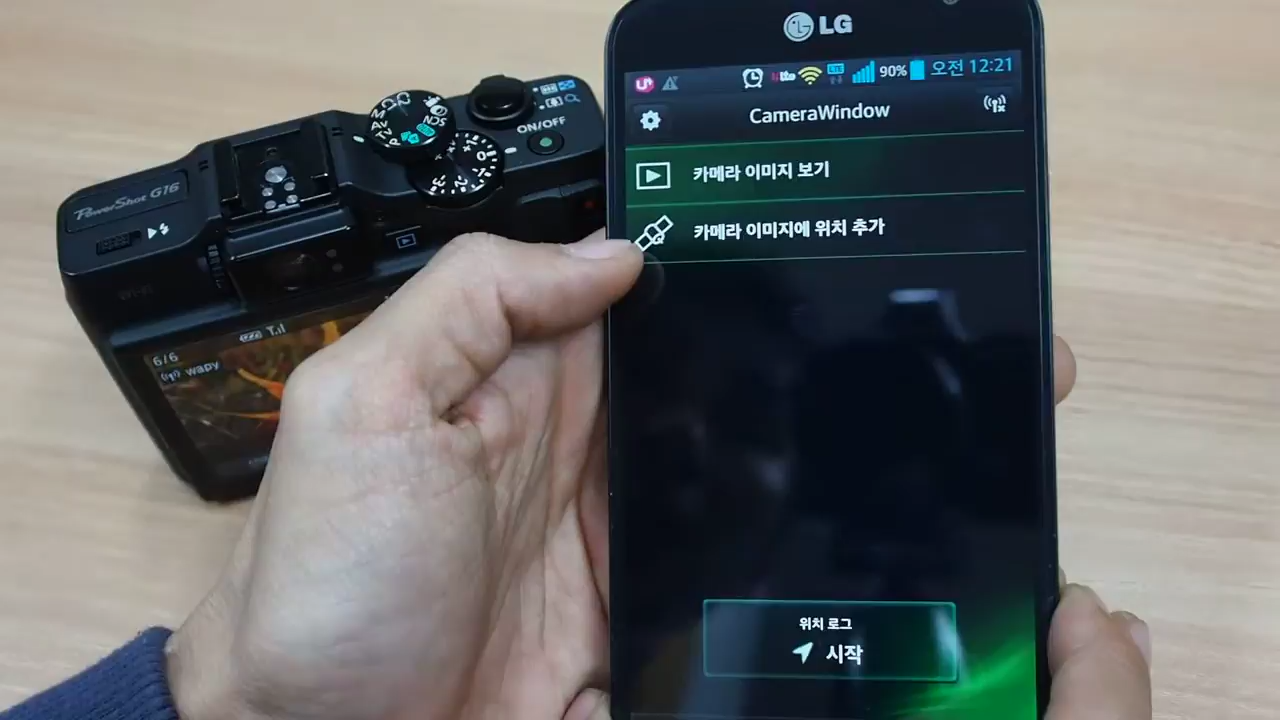 LG
U+
LTE
90%
오전 12:21
CameraWindow
카메라 이미지 보기
카메라 이미지에 위치 추가
위치 로그
시작
ON/OFF
PowerShot G16
6/6
wapy